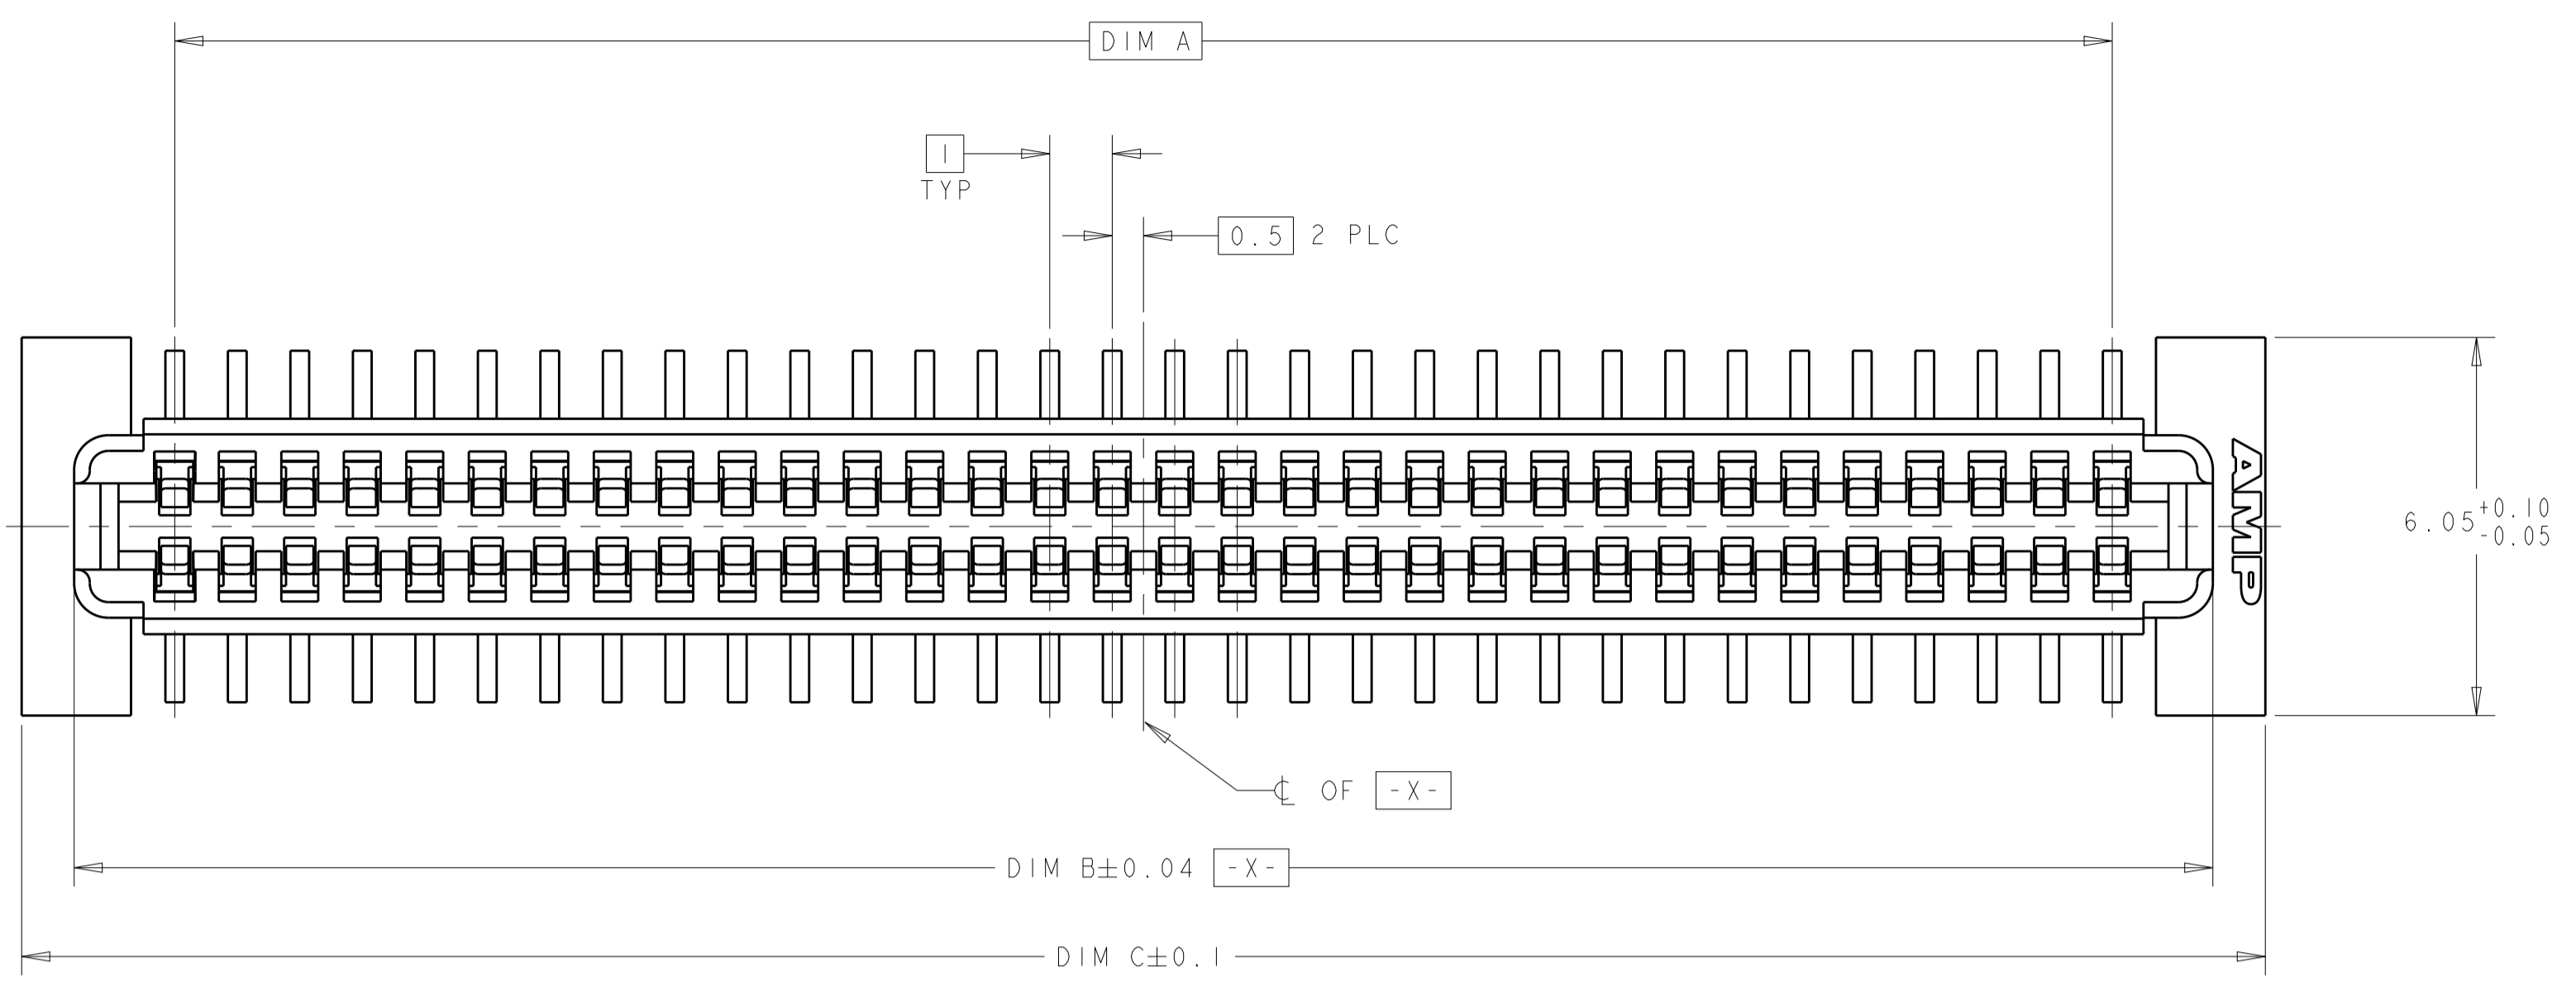 DIM A
1
TYP
0.5 2 PLC
AMP
6.05 +0.10
-0.05
℄ OF -X-
DIM B±0.04 -X-
DIM C±0.1